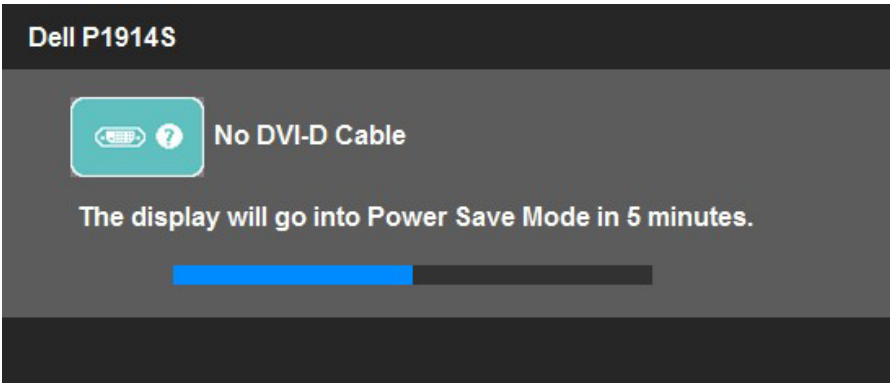 Dell P1914S
? No DVI-D Cable
The display will go into Power Save Mode in 5 minutes.